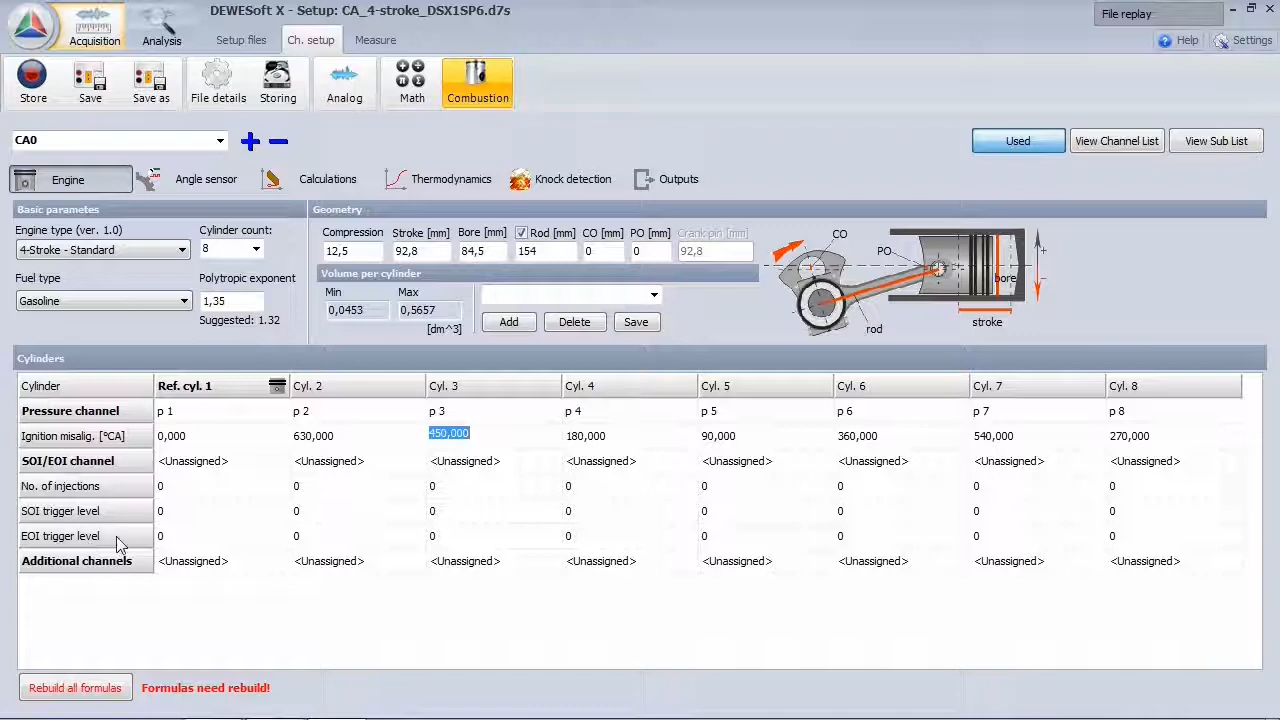 DEWESoft X - Setup: CA_4-stroke_DSX1SP6.d7s
File replay
Acquisition
Analysis
Setup files
Ch. setup
Measure
Help
Settings
Store
Save
Save as
File details
Storing
Analog
Math
Combustion
CA0
Used
View Channel List
View Sub List
Engine
Angle sensor
Calculations
Thermodynamics
Knock detection
Outputs
Basic parameters
Geometry
Engine type (ver. 1.0)
Cylinder count:
4-Stroke - Standard
8
Fuel type
Polytropic exponent
Gasoline
1,35
Suggested: 1.32
Compression Stroke [mm] Bore [mm] Rod [mm] CO [mm] PO [mm] Crank pin [mm]
12,5 92,8 84,5 154 0 0 92,8
Volume per cylinder
Min Max
0,0453 0,5657
[dm^3]
Add Delete Save
CO
PO
bore
rod
stroke
+
-
Cylinders
Cylinder Ref. cyl. 1 Cyl. 2 Cyl. 3 Cyl. 4 Cyl. 5 Cyl. 6 Cyl. 7 Cyl. 8
Pressure channel p 1 p 2 p 3 p 4 p 5 p 6 p 7 p 8
Ignition misalig. [°CA] 0,000 630,000 450,000 180,000 90,000 360,000 540,000 270,000
SOI/EOI channel <Unassigned> <Unassigned> <Unassigned> <Unassigned> <Unassigned> <Unassigned> <Unassigned> <Unassigned>
No. of injections 0 0 0 0 0 0 0 0
SOI trigger level 0 0 0 0 0 0 0 0
EOI trigger level 0 0 0 0 0 0 0 0
Additional channels <Unassigned> <Unassigned> <Unassigned> <Unassigned> <Unassigned> <Unassigned> <Unassigned> <Unassigned>
Rebuild all formulas
Formulas need rebuild!